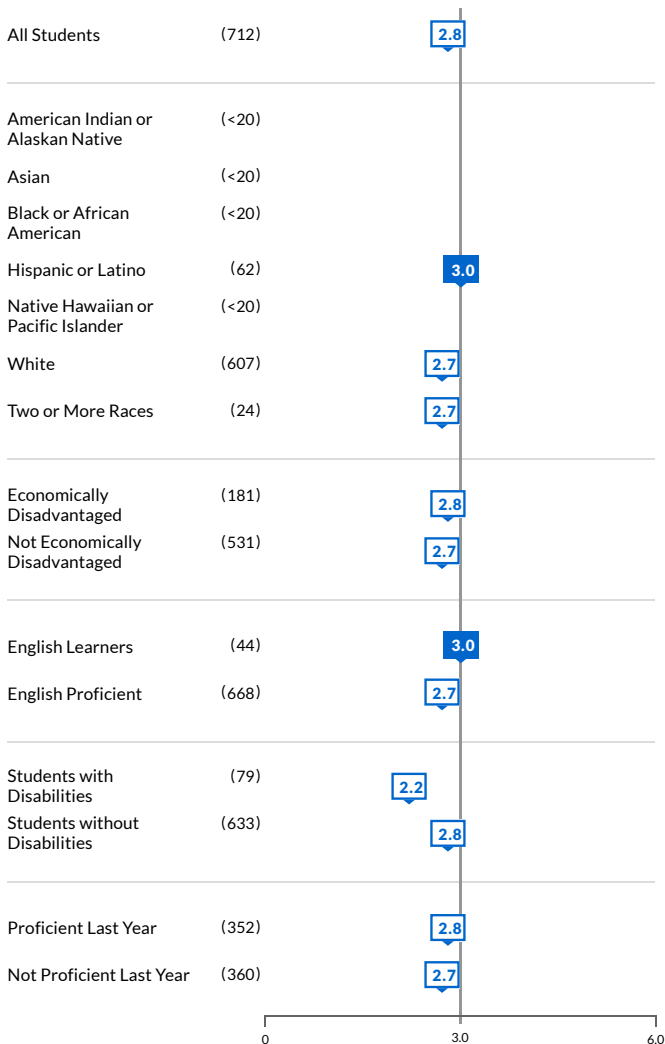 All Students (712) 2.8
American Indian or (<20)
Alaskan Native
Asian (<20)
Black or African (<20)
American
Hispanic or Latino (62) 3.0
Native Hawaiian or (<20)
Pacific Islander
White (607) 2.7
Two or More Races (24) 2.7
Economically (181) 2.8
Disadvantaged
Not Economically (531) 2.7
Disadvantaged
English Learners (44) 3.0
English Proficient (668) 2.7
Students with (79) 2.2
Disabilities
Students without (633) 2.8
Disabilities
Proficient Last Year (352) 2.8
Not Proficient Last Year (360) 2.7
0 3.0 6.0